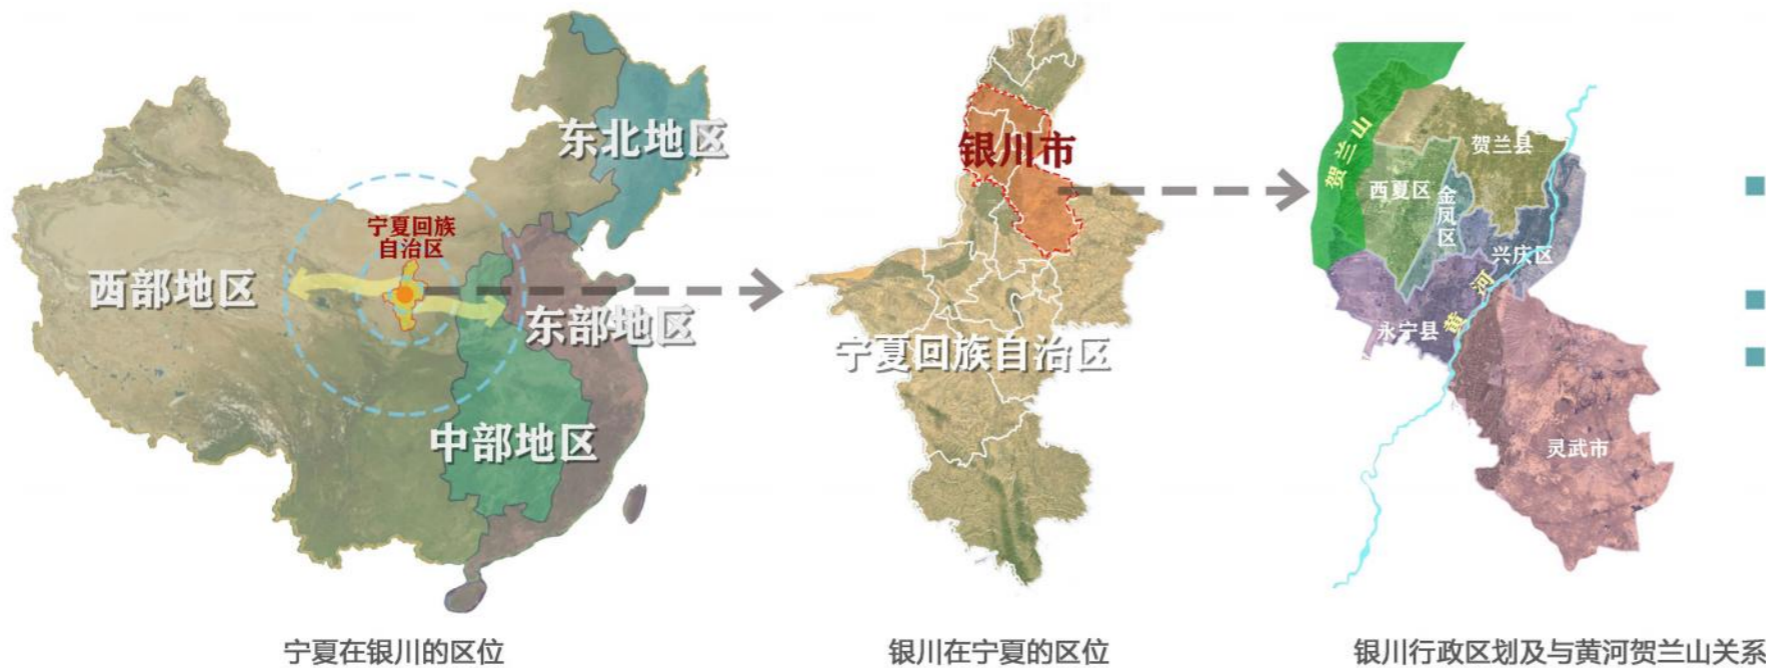 东北地区
宁夏回族
自治区
西部地区
东部地区
中部地区
宁夏在银川的区位
银川市
宁夏回族自治区
银川在宁夏的区位
贺兰山
贺兰县
西夏区
金凤区
兴庆区
黄河
永宁县
灵武市
银川行政区划及与黄河贺兰山关系